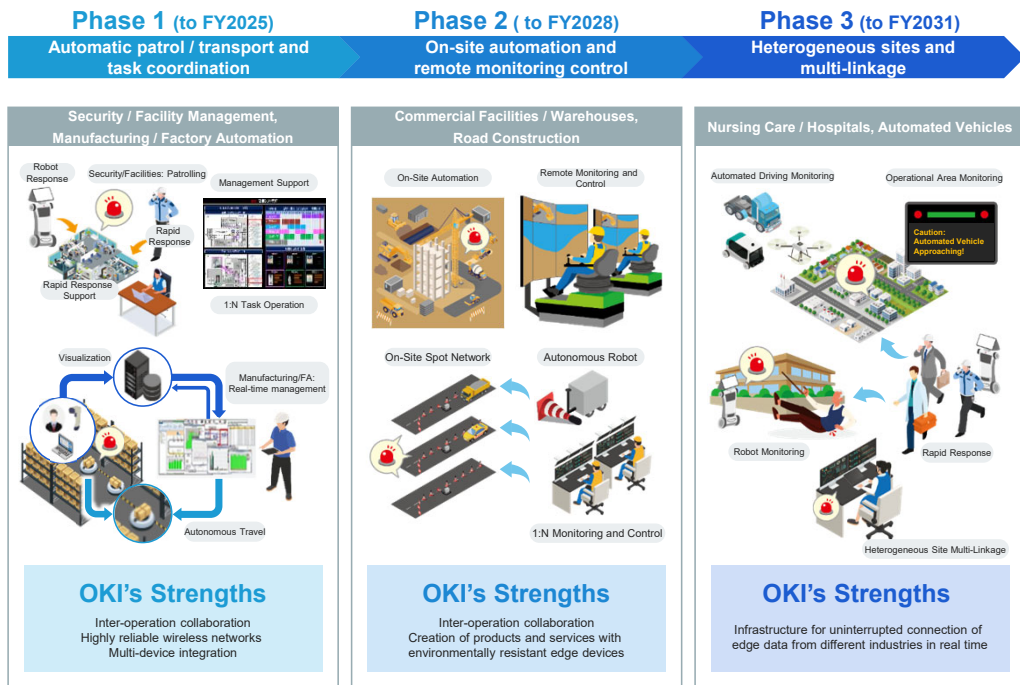 Phase 1 (to FY2025)
Automatic patrol / transport and
task coordination
Phase 2 ( to FY2028)
On-site automation and
remote monitoring control
Phase 3 (to FY2031)
Heterogeneous sites and
multi-linkage
Security / Facility Management,
Manufacturing / Factory Automation
Robot
Response
Security/Facilities: Patrolling
Management Support
Rapid
Response
Rapid Response
Support
1:N Task Operation
Visualization
Manufacturing/FA:
Real-time management
Autonomous Travel
OKI's Strengths
Inter-operation collaboration
Highly reliable wireless networks
Multi-device integration
Commercial Facilities / Warehouses,
Road Construction
On-Site Automation
Remote Monitoring and
Control
On-Site Spot Network
Autonomous Robot
1:N Monitoring and Control
OKI's Strengths
Inter-operation collaboration
Creation of products and services with
environmentally resistant edge devices
Nursing Care / Hospitals, Automated Vehicles
Automated Driving Monitoring
Operational Area Monitoring
Caution:
Automated Vehicle
Approaching!
Robot Monitoring
Rapid Response
Heterogeneous Site Multi-Linkage
OKI's Strengths
Infrastructure for uninterrupted connection of
edge data from different industries in real time